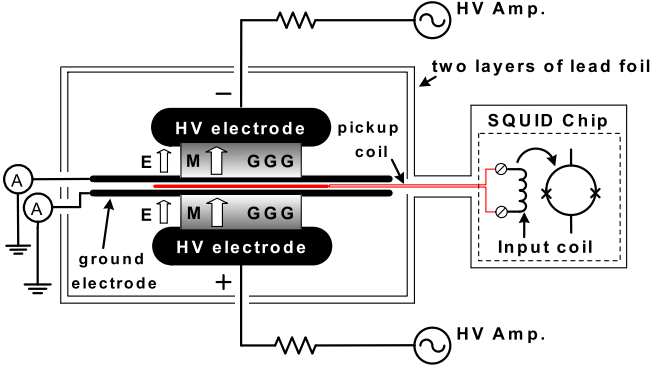 HV Amp.
two layers of lead foil
−
SQUID Chip
HV electrode
pickup
coil
E M GGG
A
A
E M GGG
HV electrode
Input coil
ground
electrode
+
HV Amp.